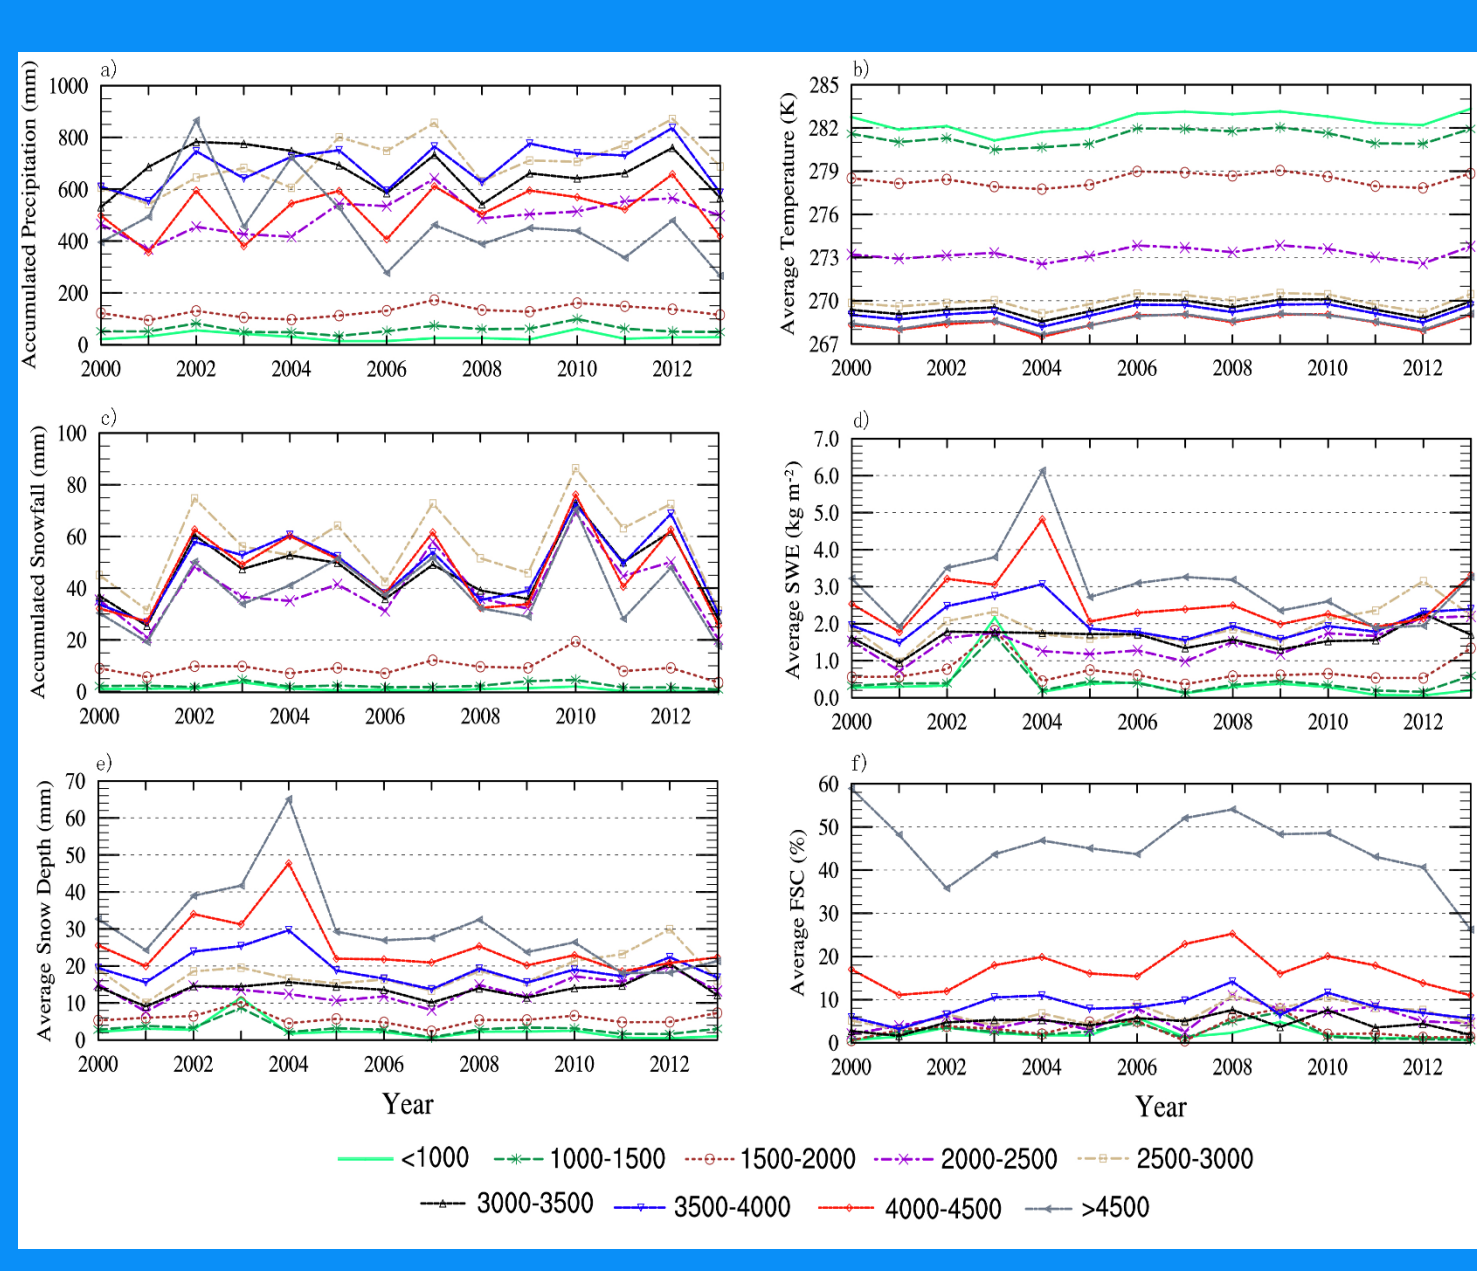 a)
Accumulated Precipitation (mm)
1000
800
600
400
200
0
2000 2002 2004 2006 2008 2010 2012
b)
Average Temperature (K)
285
282
279
276
273
270
267
2000 2002 2004 2006 2008 2010 2012
c)
Accumulated Snowfall (mm)
100
80
60
40
20
0
2000 2002 2004 2006 2008 2010 2012
d)
Average SWE (kg m-2)
7.0
6.0
5.0
4.0
3.0
2.0
1.0
0.0
2000 2002 2004 2006 2008 2010 2012
e)
Average Snow Depth (mm)
70
60
50
40
30
20
10
0
2000 2002 2004 2006 2008 2010 2012
Year
f)
Average FSC (%)
60
50
40
30
20
10
0
2000 2002 2004 2006 2008 2010 2012
Year
<1000 1000-1500 1500-2000 2000-2500 2500-3000
3000-3500 3500-4000 4000-4500 >4500